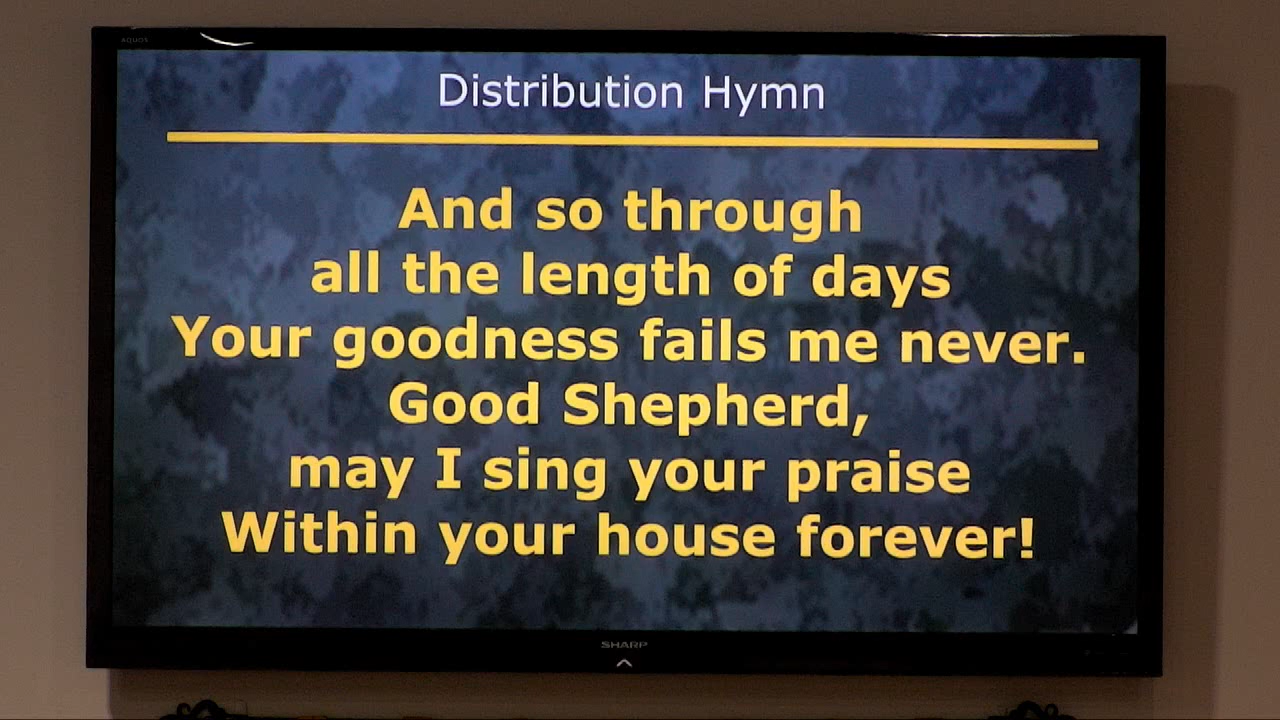 AQUOS
Distribution Hymn
And so through
all the length of days
Your goodness fails me never.
Good Shepherd,
may I sing your praise
Within your house forever!
SHARP